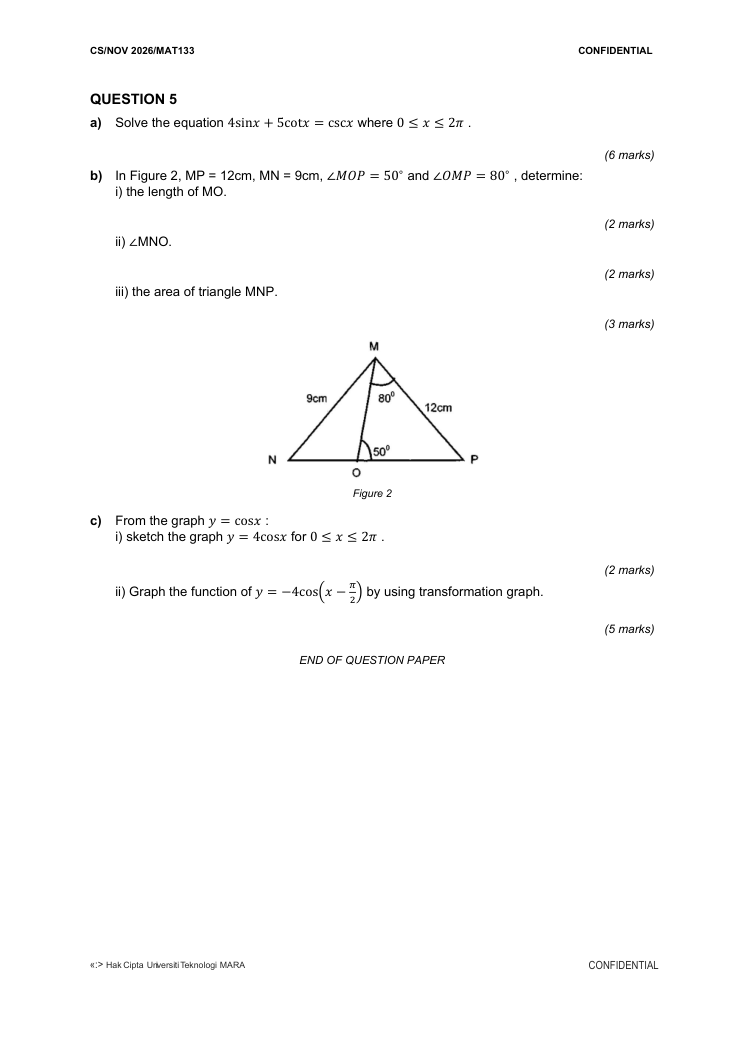 CS/NOV 2026/MAT133 CONFIDENTIAL
QUESTION 5
a) Solve the equation 4sinx + 5cotx = cscx where 0 ≤ x ≤ 2π .
(6 marks)
b) In Figure 2, MP = 12cm, MN = 9cm, ∠MOP = 50° and ∠OMP = 80° , determine:
i) the length of MO.
(2 marks)
ii) ∠MNO.
(2 marks)
iii) the area of triangle MNP.
(3 marks)
M
9cm 80⁰ 12cm
N 50⁰ P
O
Figure 2
c) From the graph y = cosx :
i) sketch the graph y = 4cosx for 0 ≤ x ≤ 2π .
(2 marks)
ii) Graph the function of y = −4cos(x − π/2) by using transformation graph.
(5 marks)
END OF QUESTION PAPER
«:> Hak Cipta Universiti Teknologi MARA CONFIDENTIAL